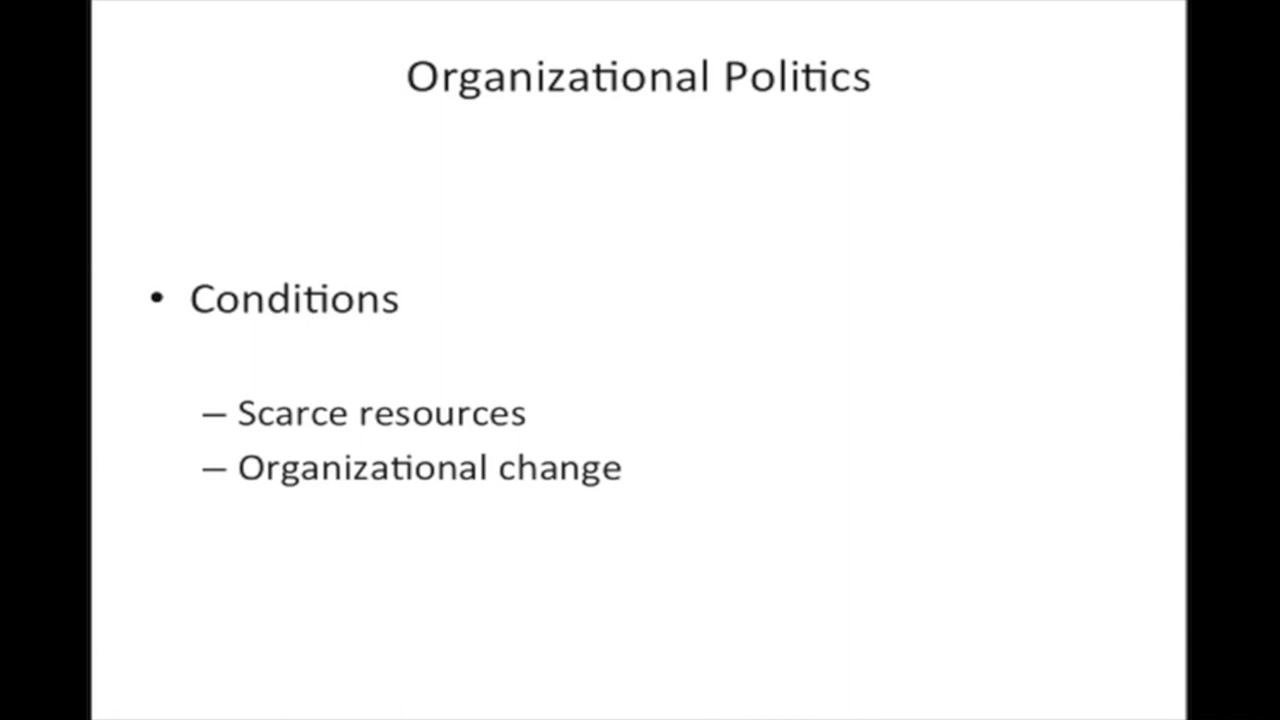 Organizational Politics
• Conditions
– Scarce resources
– Organizational change